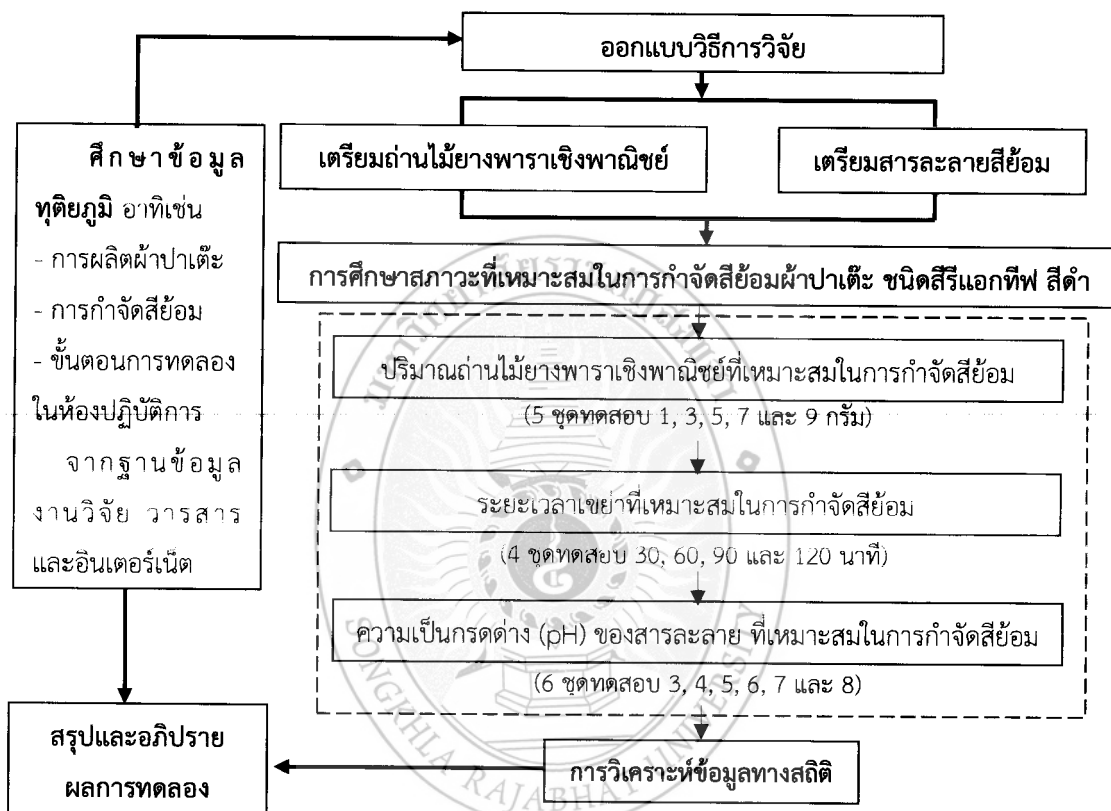 ออกแบบวิธีการวิจัย
ศึกษาข้อมูล
ทุติยภูมิ อาทิเช่น
- การผลิตผ้าปาเต๊ะ
- การกำจัดสีย้อม
- ขั้นตอนการทดลอง
ในห้องปฏิบัติการ
จากฐานข้อมูล
งานวิจัย วารสาร
และอินเตอร์เน็ต
เตรียมถ่านไม้ยางพาราเชิงพาณิชย์
เตรียมสารละลายสีย้อม
การศึกษาสภาวะที่เหมาะสมในการกำจัดสีย้อมผ้าปาเต๊ะ ชนิดสีรีแอกทีฟ สีดำ
ปริมาณถ่านไม้ยางพาราเชิงพาณิชย์ที่เหมาะสมในการกำจัดสีย้อม
(5 ชุดทดสอบ 1, 3, 5, 7 และ 9 กรัม)
ระยะเวลาเขย่าที่เหมาะสมในการกำจัดสีย้อม
(4 ชุดทดสอบ 30, 60, 90 และ 120 นาที)
ความเป็นกรดด่าง (pH) ของสารละลาย ที่เหมาะสมในการกำจัดสีย้อม
(6 ชุดทดสอบ 3, 4, 5, 6, 7 และ 8)
การวิเคราะห์ข้อมูลทางสถิติ
สรุปและอภิปราย
ผลการทดลอง
มหาวิทยาลัยราชภัฏสงขลา
SONGKHLA RAJABHAT UNIVERSIY